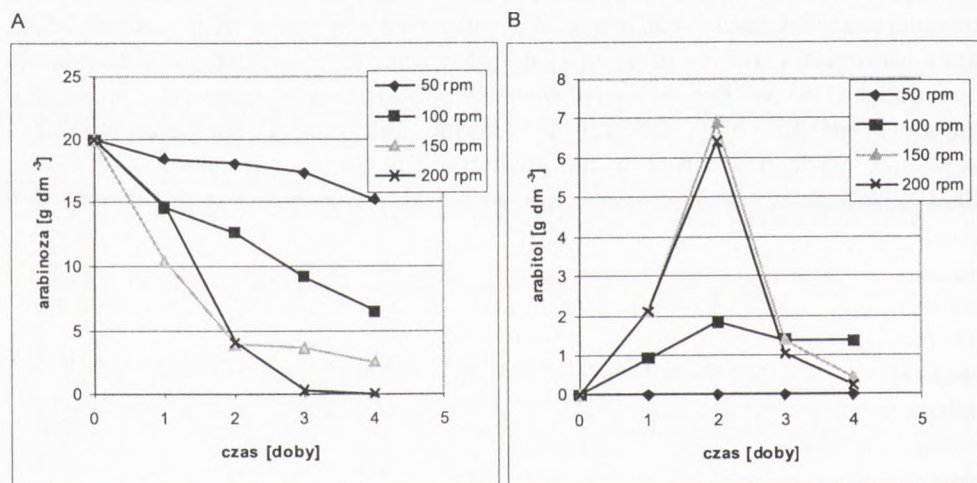 A
25
20
15
10
5
0
0 1 2 3 4 5
arabinoza [g dm⁻³]
czas [doby]
50 rpm
100 rpm
150 rpm
200 rpm
B
8
7
6
5
4
3
2
1
0
0 1 2 3 4 5
arabitol [g dm⁻³]
czas [doby]
50 rpm
100 rpm
150 rpm
200 rpm